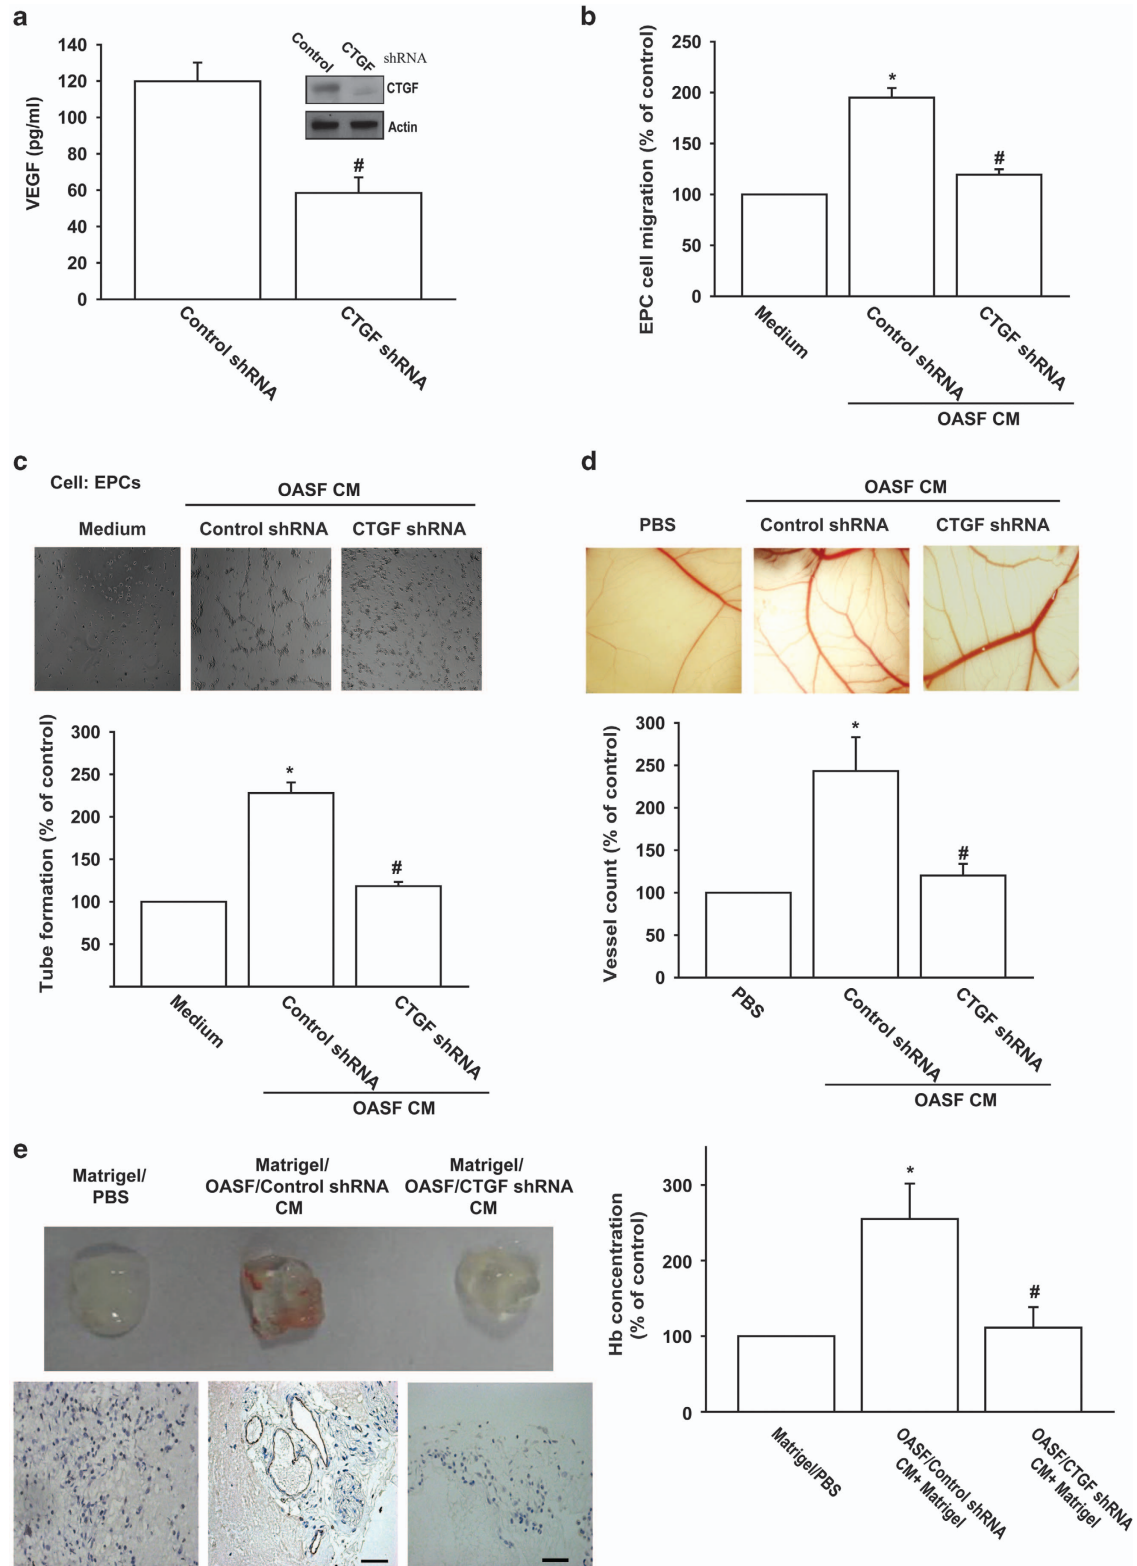 a
140
120
100
80
60
40
20
0
VEGF (pg/ml)
Control
CTGF
shRNA
CTGF
Actin
#
Control shRNA
CTGF shRNA
b
250
200
150
100
50
0
EPC cell migration (% of control)
*
#
Medium
Control shRNA
CTGF shRNA
OASF CM
c
Cell: EPCs
OASF CM
Medium
Control shRNA
CTGF shRNA
300
250
200
150
100
50
Tube formation (% of control)
*
#
Medium
Control shRNA
CTGF shRNA
OASF CM
d
OASF CM
PBS
Control shRNA
CTGF shRNA
300
250
200
150
100
50
0
Vessel count (% of control)
*
#
PBS
Control shRNA
CTGF shRNA
OASF CM
e
Matrigel/
PBS
Matrigel/
OASF/Control shRNA
CM
Matrigel/
OASF/CTGF shRNA
CM
300
200
100
0
Hb concentration
(% of control)
*
#
Matrigel/PBS
OASF/Control shRNA
CM+ Matrigel
OASF/CTGF shRNA
CM+ Matrigel